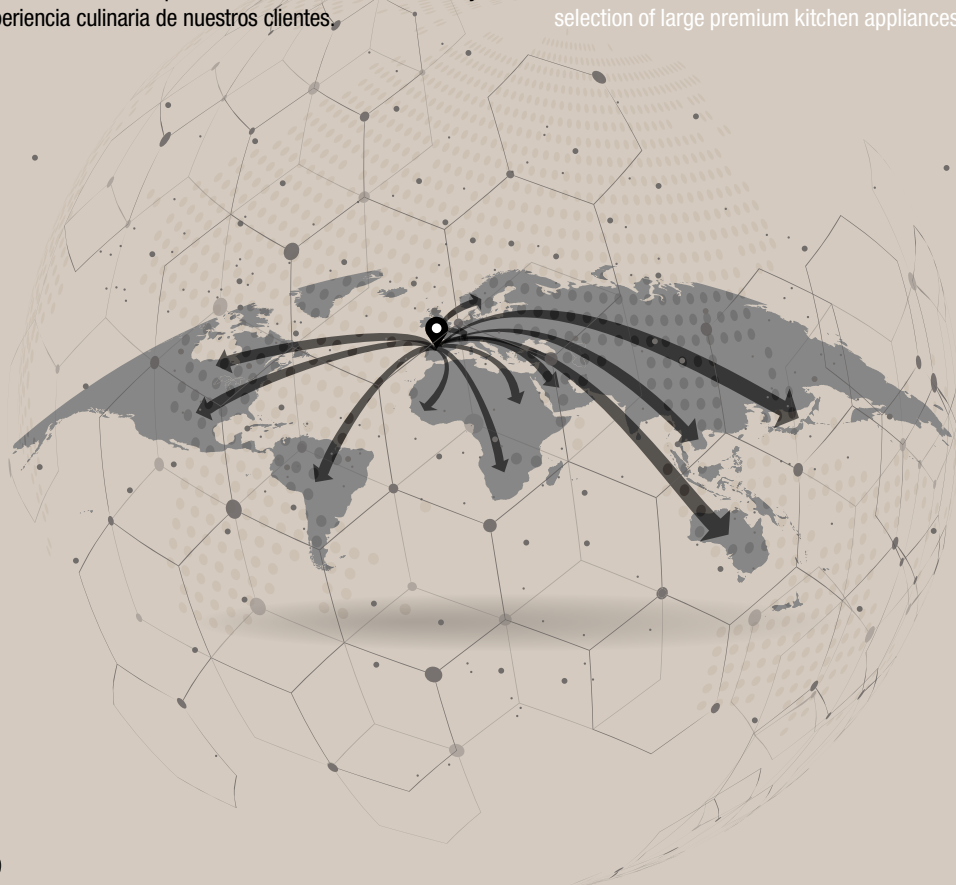 periencia culinaria de nuestros clientes.
selection of large premium kitchen appliances